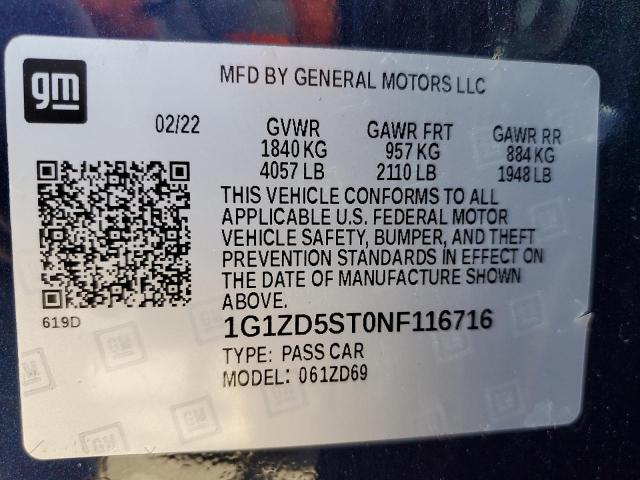 gm
MFD BY GENERAL MOTORS LLC
02/22 GVWR GAWR FRT GAWR RR
1840 KG 957 KG 884 KG
4057 LB 2110 LB 1948 LB
THIS VEHICLE CONFORMS TO ALL
APPLICABLE U.S. FEDERAL MOTOR
VEHICLE SAFETY, BUMPER, AND THEFT
PREVENTION STANDARDS IN EFFECT ON
THE DATE OF MANUFACTURE SHOWN
ABOVE.
619D
1G1ZD5ST0NF116716
TYPE: PASS CAR
MODEL: 061ZD69